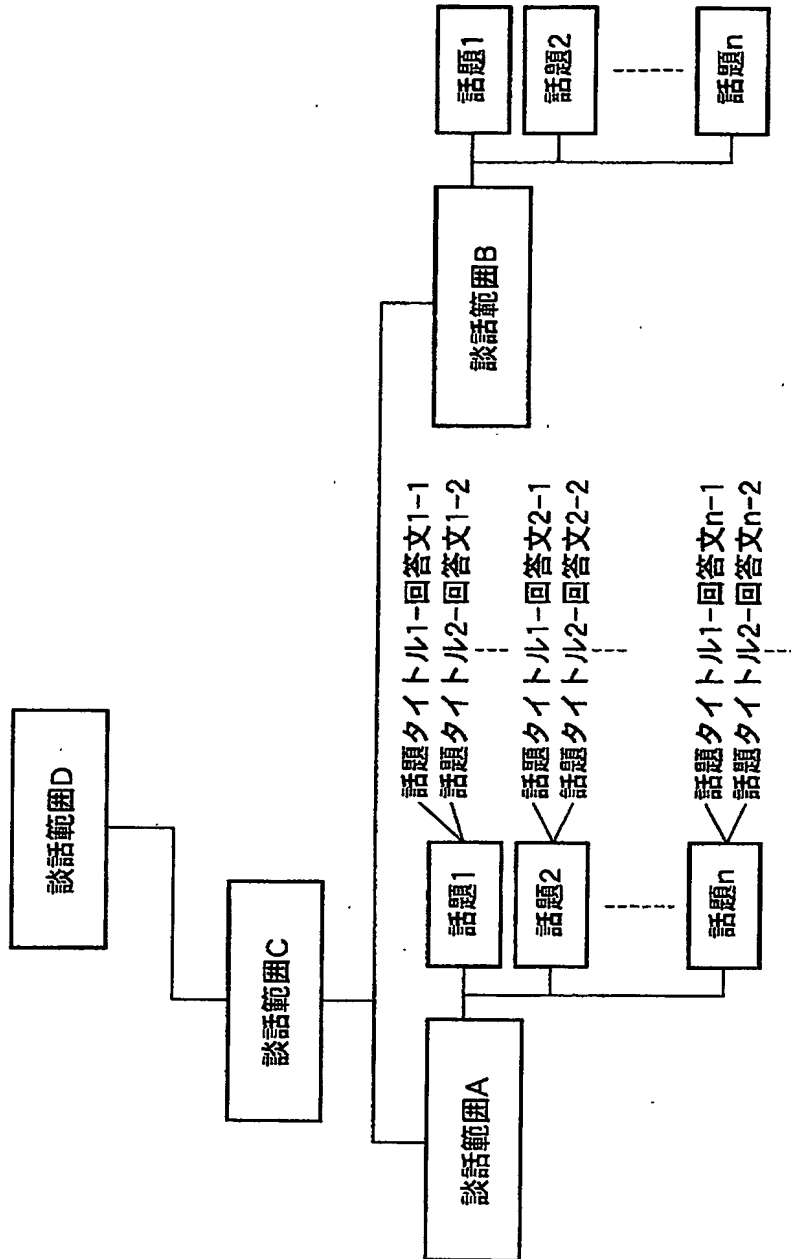 談話範囲D
談話範囲C
談話範囲A
話題1
話題タイトル1-回答文1-1
話題タイトル2-回答文1-2
話題2
話題タイトル1-回答文2-1
話題タイトル2-回答文2-2
話題n
話題タイトル1-回答文n-1
話題タイトル2-回答文n-2
談話範囲B
話題1
話題2
話題n